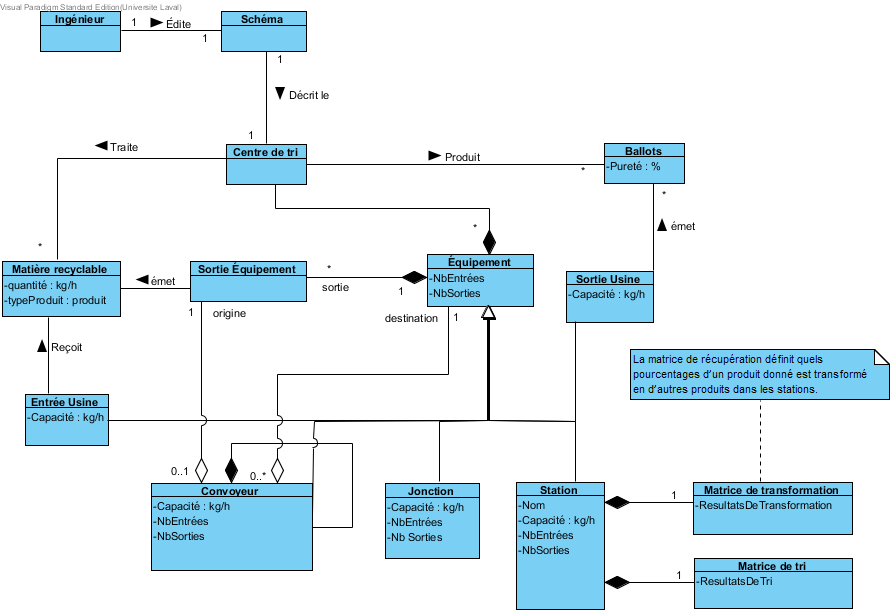 Visual Paradigm Standard Edition(Universite Laval)
Ingénieur
1
Édite
1
Schéma
1
Décrit le
1
Centre de tri
Traite
*
Produit
*
Ballots
-Pureté : %
*
émet
*
Matière recyclable
-quantité : kg/h
-typeProduit : produit
émet
Sortie Équipement
*
sortie
1
Équipement
-NbEntrées
-NbSorties
Sortie Usine
-Capacité : kg/h
1
origine
destination
1
Reçoit
Entrée Usine
-Capacité : kg/h
La matrice de récupération définit quels
pourcentages d'un produit donné est transformé
en d'autres produits dans les stations.
0..1
0..*
Convoyeur
-Capacité : kg/h
-NbEntrées
-NbSorties
Jonction
-Capacité : kg/h
-NbEntrées
-Nb Sorties
Station
-Nom
-Capacité : kg/h
-NbEntrées
-NbSorties
1
Matrice de transformation
-ResultatsDeTransformation
1
Matrice de tri
-ResultatsDeTri